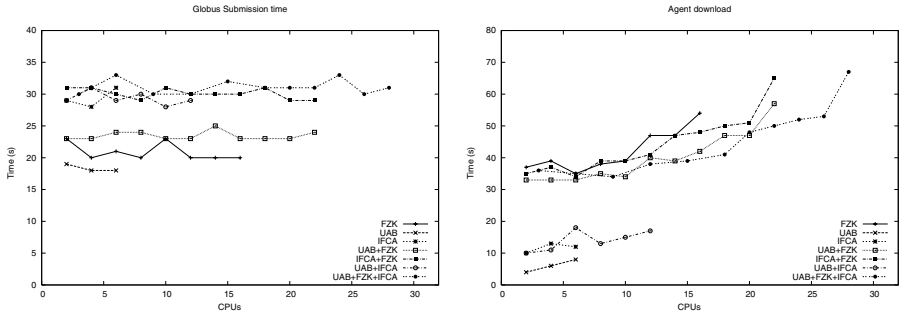 Globus Submission time
40
35
30
25
20
15
10
5
0
Time (s)
0 5 10 15 20 25 30
CPUs
FZK
UAB
IFCA
UAB+FZK
IFCA+FZK
UAB+IFCA
UAB+FZK+IFCA
Agent download
80
70
60
50
40
30
20
10
0
Time (s)
0 5 10 15 20 25 30
CPUs
FZK
UAB
IFCA
UAB+FZK
IFCA+FZK
UAB+IFCA
UAB+FZK+IFCA